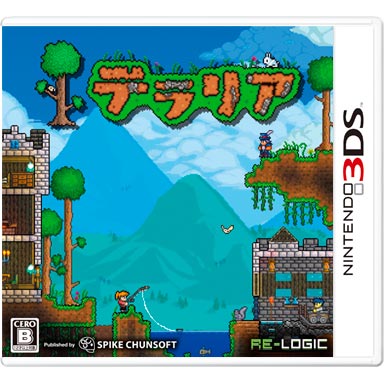 テラリア
NINTENDO 3DS
CERO
B
Published by SPIKE CHUNSOFT
RE-LOGIC